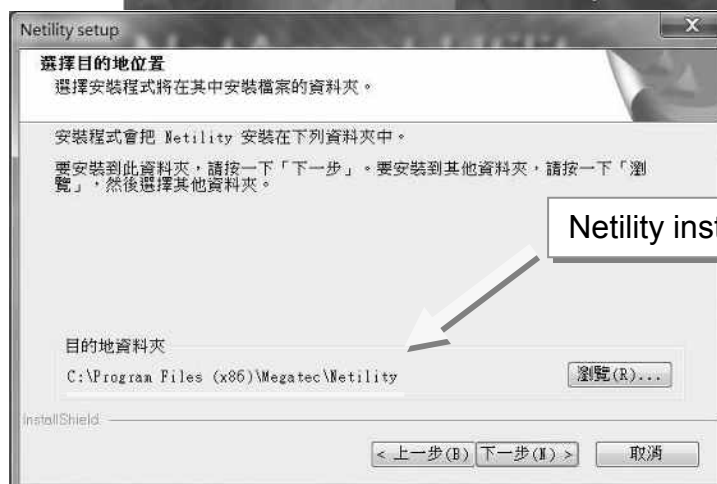 Netility setup
選擇目的地位置
選擇安裝程式將在其中安裝檔案的資料夾。
安裝程式會把 Netility 安裝在下列資料夾中。
要安裝到此資料夾,請按一下「下一步」。要安裝到其他資料夾,請按一下「瀏
覽」,然後選擇其他資料夾。
Netility inst
目的地資料夾
C:\Program Files (x86)\Megatec\Netility
瀏覽(R)...
InstallShield
< 上一步(B) 下一步(N) > 取消